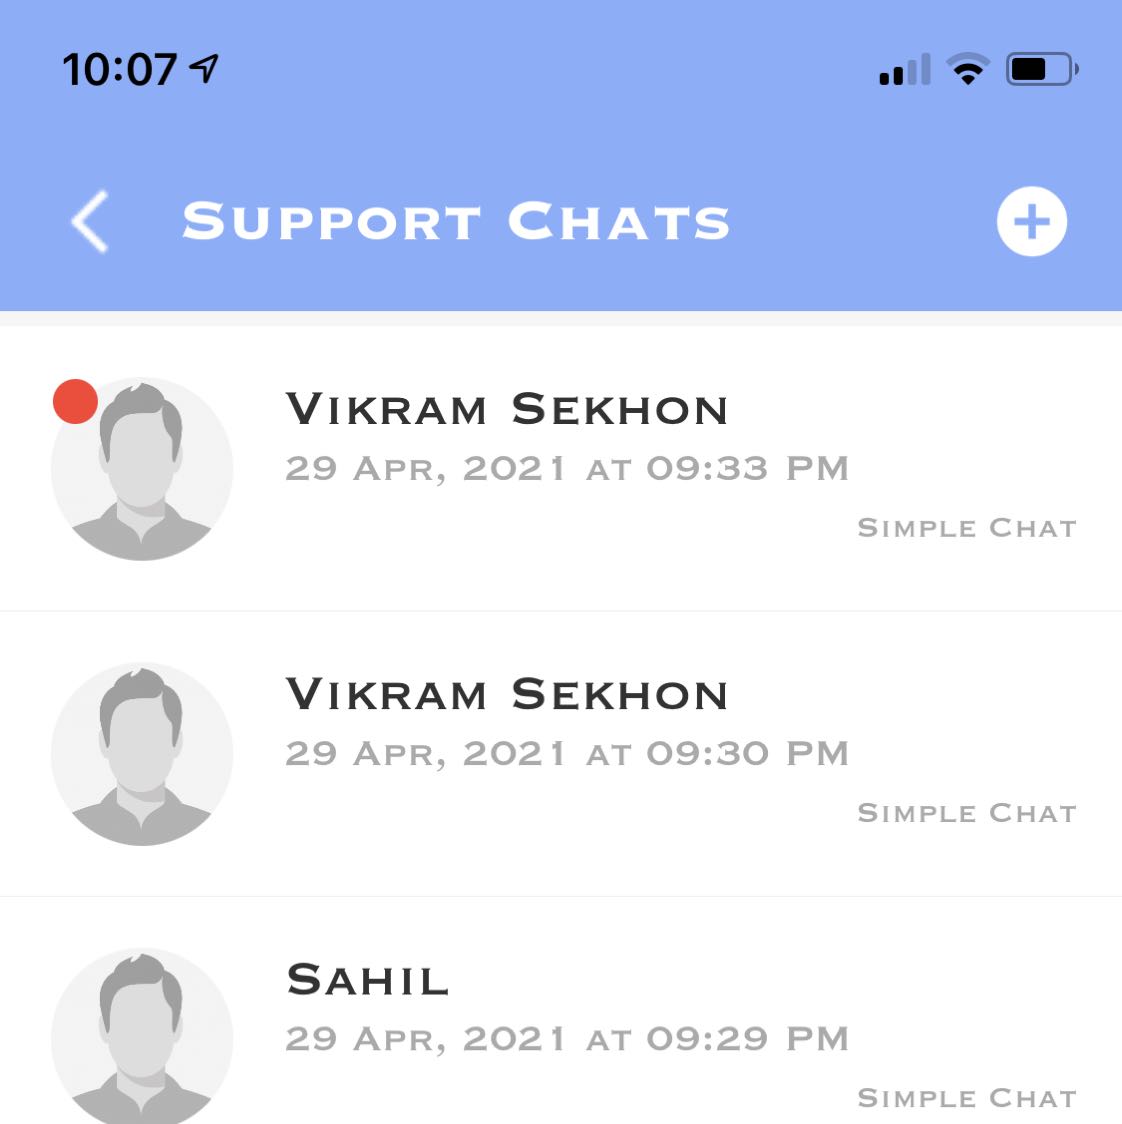 10:07
Support Chats
Vikram Sekhon
29 Apr, 2021 at 09:33 PM
Simple Chat
Vikram Sekhon
29 Apr, 2021 at 09:30 PM
Simple Chat
Sahil
29 Apr, 2021 at 09:29 PM
Simple Chat